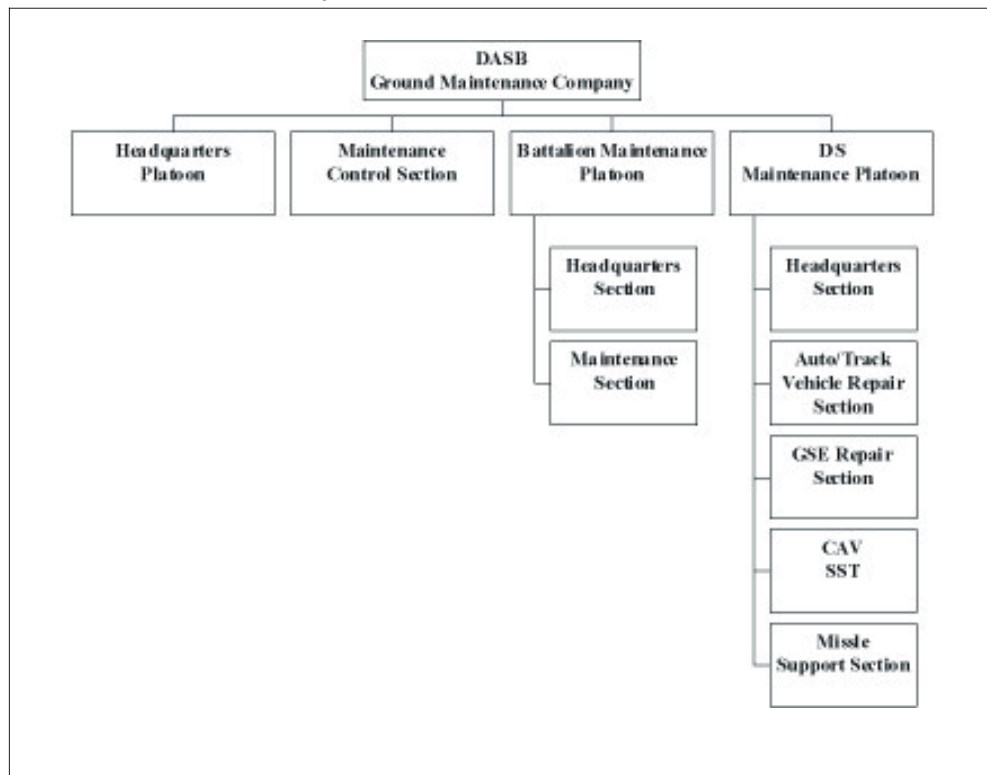 DASB
Ground Maintenance Company
Headquarters
Platoon
Maintenance
Control Section
Battalion Maintenance
Platoon
DS
Maintenance Platoon
Headquarters
Section
Maintenance
Section
Headquarters
Section
Auto/Track
Vehicle Repair
Section
GSE Repair
Section
CAV
SST
Missle
Support Section